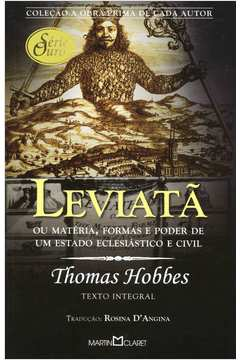 COLEÇÃO A OBRA-PRIMA DE CADA AUTOR
Série
Ouro
LEVIATÃ
OU MATÉRIA, FORMAS E PODER DE
UM ESTADO ECLESIÁSTICO E CIVIL
Thomas Hobbes
TEXTO INTEGRAL
TRADUÇÃO: ROSINA D'ANGINA
MARTIN CLARET